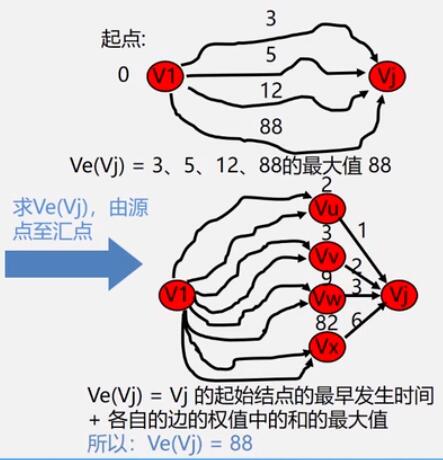 3
起点:
5
0
V1
Vj
12
88
Ve(Vj) = 3、5、12、88的最大值 88
2
求Ve(Vj)，由源
点至汇点
Vu
1
3
Vv
2
9
V1
Vw
3
Vj
82
6
Vx
Ve(Vj) = Vj 的起始结点的最早发生时间
+ 各自的边的权值中的和的最大值
所以：Ve(Vj) = 88